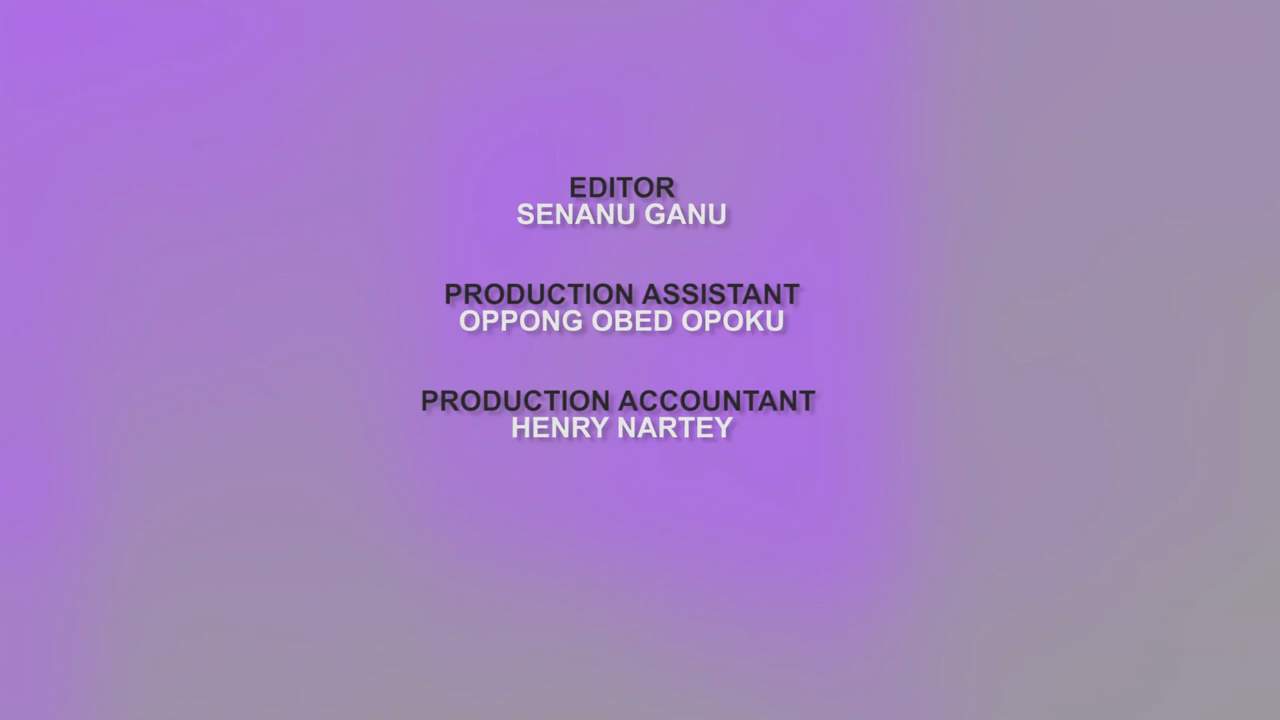 EDITOR
SENANU GANU
PRODUCTION ASSISTANT
OPPONG OBED OPOKU
PRODUCTION ACCOUNTANT
HENRY NARTEY